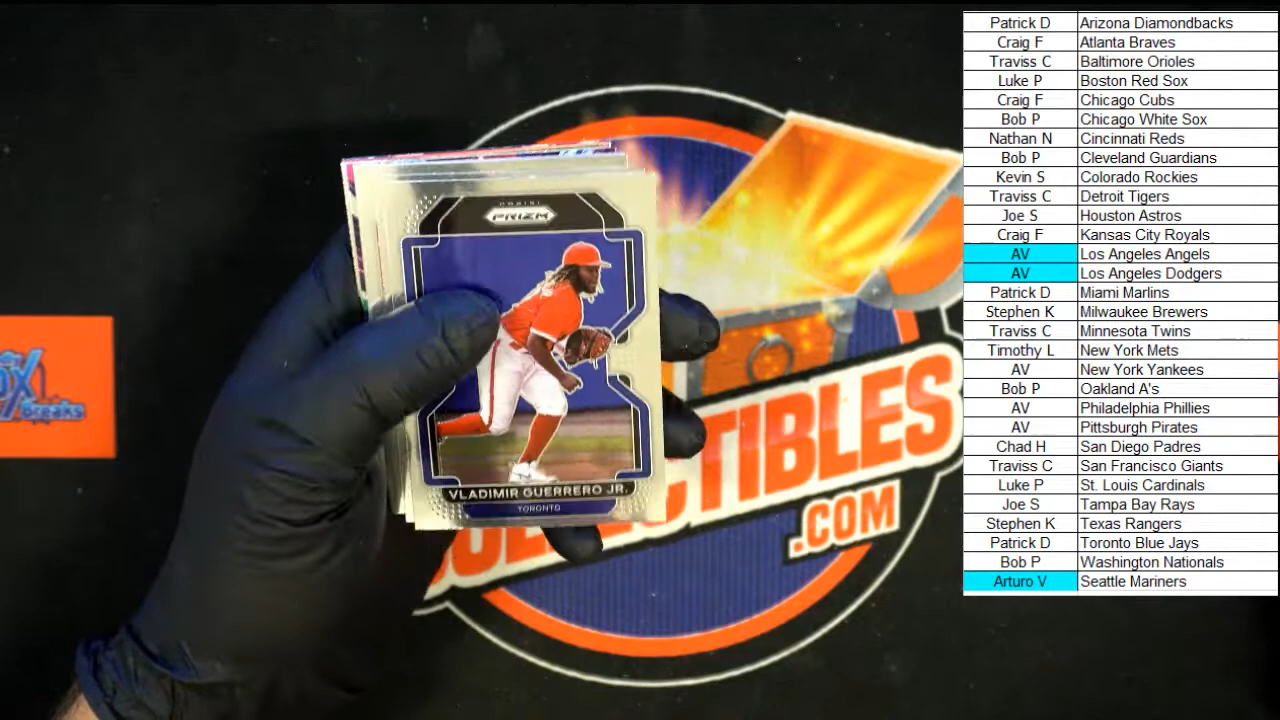 PANINI
PRIZM
VLADIMIR GUERRERO JR.
TORONTO
Breaks
.COM
Patrick D Arizona Diamondbacks
Craig F Atlanta Braves
Traviss C Baltimore Orioles
Luke P Boston Red Sox
Craig F Chicago Cubs
Bob P Chicago White Sox
Nathan N Cincinnati Reds
Bob P Cleveland Guardians
Kevin S Colorado Rockies
Traviss C Detroit Tigers
Joe S Houston Astros
Craig F Kansas City Royals
AV Los Angeles Angels
AV Los Angeles Dodgers
Patrick D Miami Marlins
Stephen K Milwaukee Brewers
Traviss C Minnesota Twins
Timothy L New York Mets
AV New York Yankees
Bob P Oakland A's
AV Philadelphia Phillies
AV Pittsburgh Pirates
Chad H San Diego Padres
Traviss C San Francisco Giants
Luke P St. Louis Cardinals
Joe S Tampa Bay Rays
Stephen K Texas Rangers
Patrick D Toronto Blue Jays
Bob P Washington Nationals
Arturo V Seattle Mariners